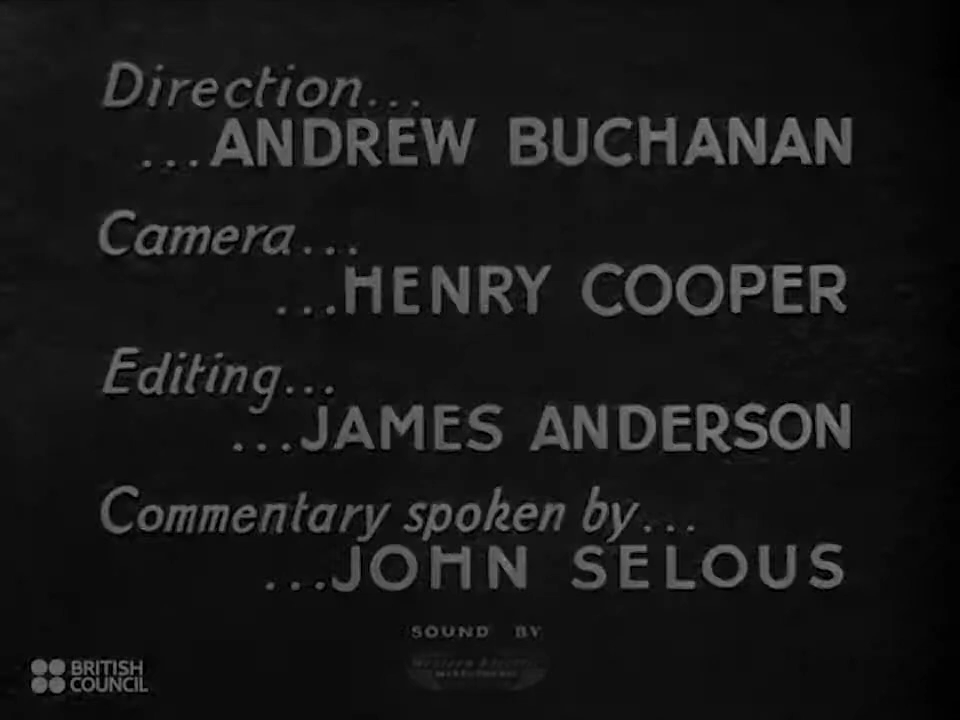 Direction...
...ANDREW BUCHANAN
Camera...
...HENRY COOPER
Editing...
...JAMES ANDERSON
Commentary spoken by...
...JOHN SELOUS
SOUND BY
BRITISH
COUNCIL